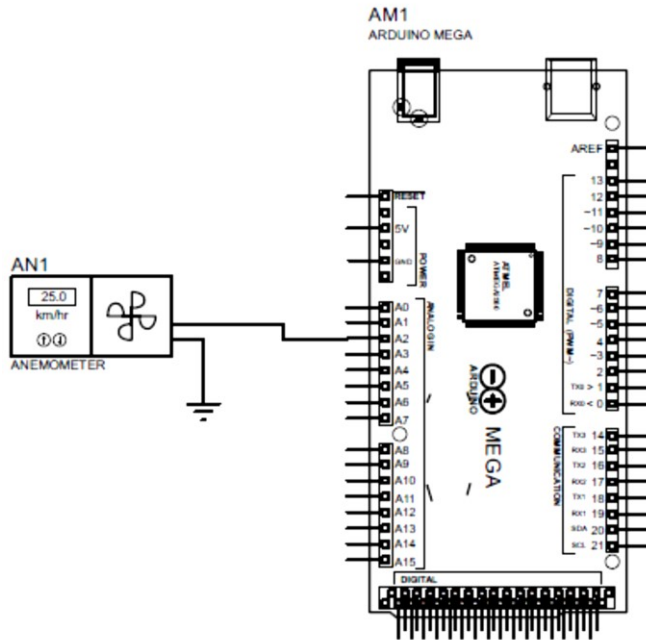 AM1
ARDUINO MEGA
AREF
13
12
~11
~10
~9
8
RESET
5V
GND
POWER
ATMEL
AN1
25.0
km/hr
ANEMOMETER
A0
A1
A2
A3
A4
A5
A6
A7
ANALOG IN
7
~6
~5
4
~3
2
TX0 > 1
RX0 < 0
DIGITAL (PWM~)
ARDUINO
MEGA
A8
A9
A10
A11
A12
A13
A14
A15
TX3 14
RX3 15
TX2 16
RX2 17
TX1 18
RX1 19
SDA 20
SCL 21
COMMUNICATION
DIGITAL